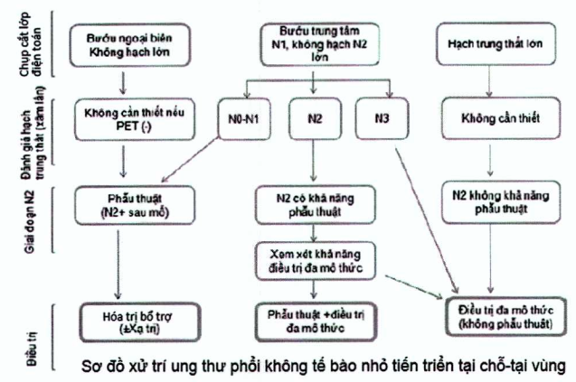 Chụp cắt lớp
điện toán
Bướu ngoại biên
Không hạch lớn
Bướu trung tâm
N1, không hạch N2
lớn
Hạch trung thất lớn
Đánh giá hạch
trung thất (xâm lấn)
Không cần thiết nếu
PET (-)
N0-N1
N2
N3
Không cần thiết
Giai đoạn N2
Phẫu thuật
(N2+ sau mổ)
N2 có khả năng
phẫu thuật
N2 không khả năng
phẫu thuật
Xem xét khả năng
điều trị đa mô thức
Điều trị
Hóa trị bổ trợ
(±Xạ trị)
Phẫu thuật +điều trị
đa mô thức
Điều trị đa mô thức
(không phẫu thuật)
Sơ đồ xử trí ung thư phổi không tế bào nhỏ tiến triển tại chỗ-tại vùng